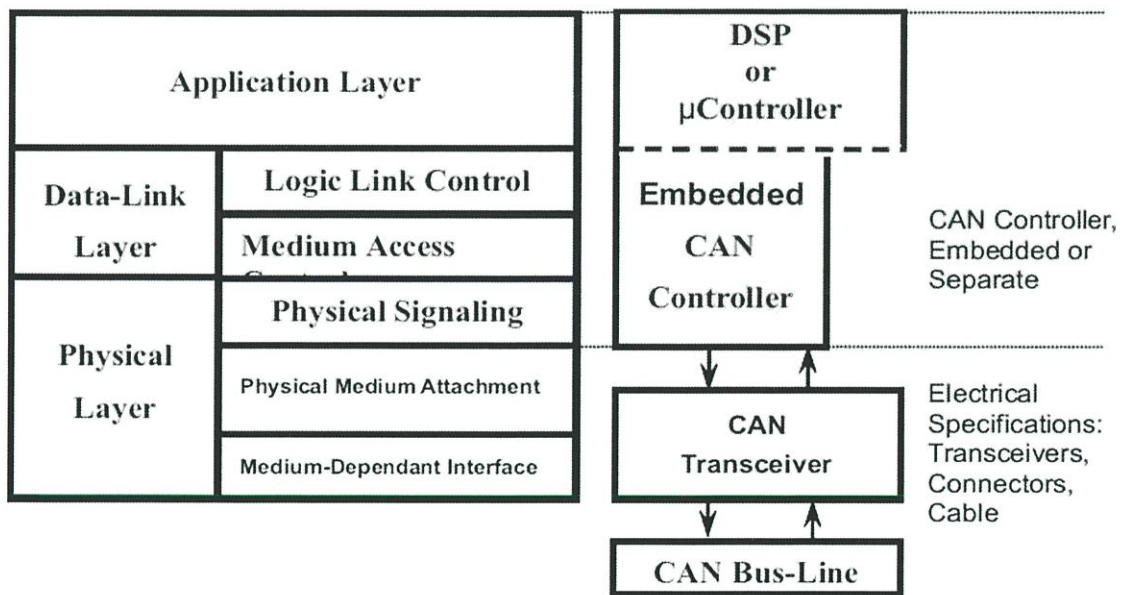 Application Layer
Data-Link
Layer
Logic Link Control
Medium Access
Physical
Layer
Physical Signaling
Physical Medium Attachment
Medium-Dependant Interface
DSP
or
µController
Embedded
CAN
Controller
CAN
Transceiver
CAN Bus-Line
CAN Controller,
Embedded or
Separate
Electrical
Specifications:
Transceivers,
Connectors,
Cable